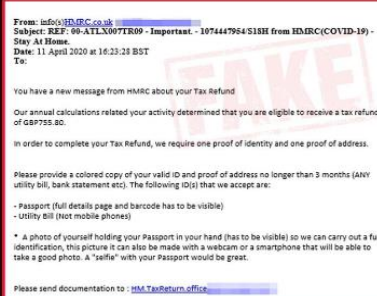 From: info(s)HMRC.co.uk
Subject: REF: 00-ATLX007TR09 - Important. - 1074447954/S18H from HMRC(COVID-19) -
Stay At Home.
Date: 11 April 2020 at 16:23:28 BST
To:
FAKE
You have a new message from HMRC about your Tax Refund
Our annual calculations related your activity determined that you are eligible to receive a tax refund
of GBP755.80.
In order to complete your Tax Refund, we require one proof of identity and one proof of address.
Please provide a colored copy of your valid ID and proof of address no longer than 3 months (ANY
utility bill, bank statement etc). The following ID(s) that we accept are:
- Passport (full details page and barcode has to be visible)
- Utility Bill (Not mobile phones)
* A photo of yourself holding your Passport in your hand (has to be visible) so we can carry out a fu
identification, this picture it can also be made with a webcam or a smartphone that will be able to
take a good photo. A "selfie" with your Passport would be great.
Please send documentation to : HM.TaxReturn.office